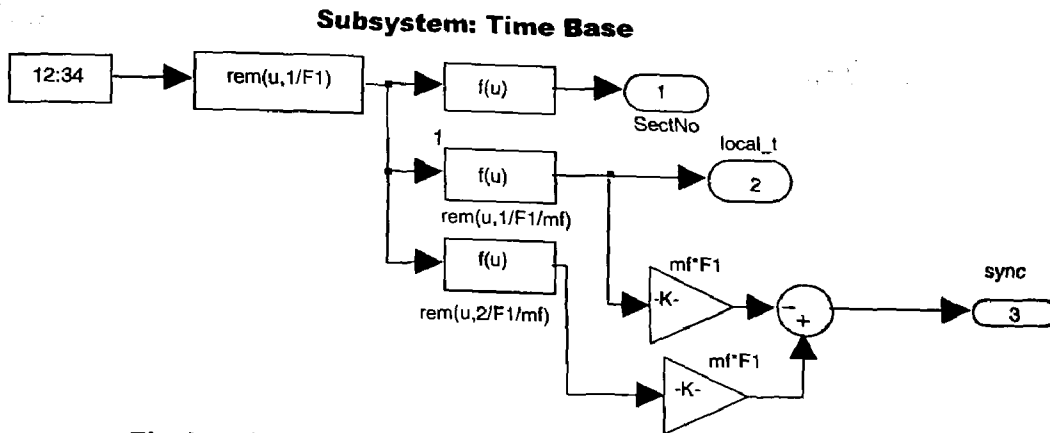 Subsystem: Time Base
12:34
rem(u,1/F1)
f(u)
1
SectNo
1
f(u)
rem(u,1/F1/mf)
local_t
2
f(u)
rem(u,2/F1/mf)
mf*F1
-K-
mf*F1
-K-
-
+
sync
3